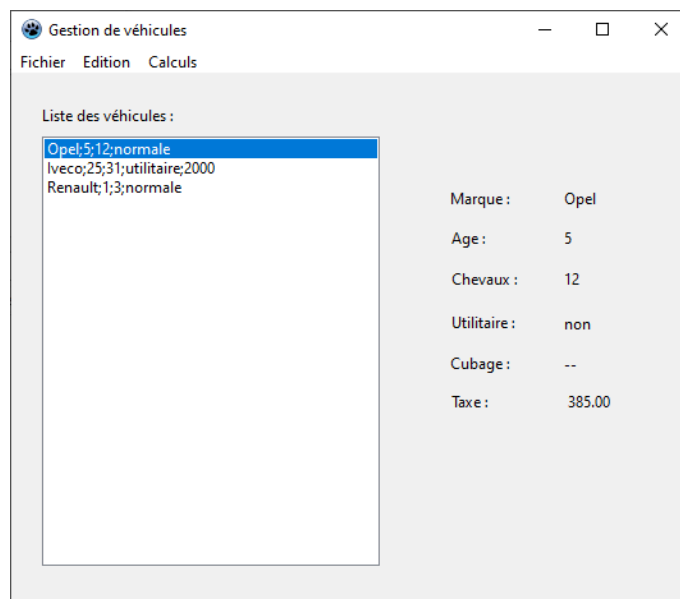 Gestion de véhicules
Fichier Edition Calculs
Liste des véhicules :
Opel;5;12;normale
Iveco;25;31;utilitaire;2000
Renault;1;3;normale
Marque : Opel
Age : 5
Chevaux : 12
Utilitaire : non
Cubage : --
Taxe : 385.00